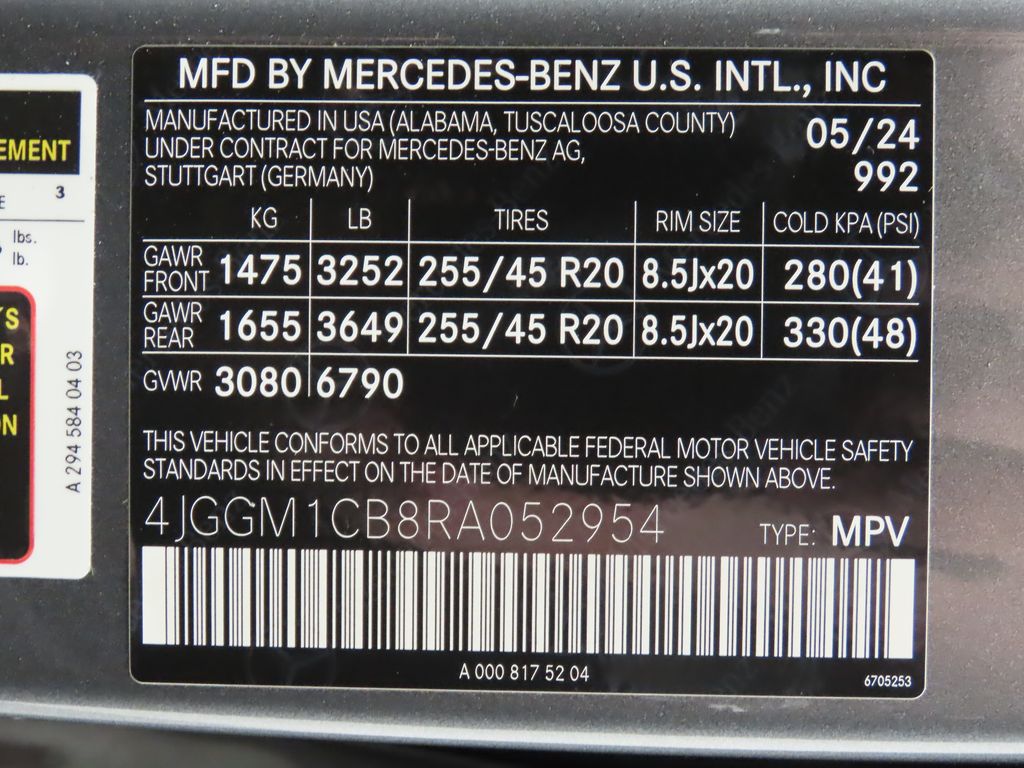 MFD BY MERCEDES-BENZ U.S. INTL., INC
MANUFACTURED IN USA (ALABAMA, TUSCALOOSA COUNTY)
UNDER CONTRACT FOR MERCEDES-BENZ AG,
STUTTGART (GERMANY)
05/24
992
KG LB TIRES RIM SIZE COLD KPA (PSI)
GAWR FRONT 1475 3252 255/45 R20 8.5Jx20 280(41)
GAWR REAR 1655 3649 255/45 R20 8.5Jx20 330(48)
GVWR 3080 6790
THIS VEHICLE CONFORMS TO ALL APPLICABLE FEDERAL MOTOR VEHICLE SAFETY
STANDARDS IN EFFECT ON THE DATE OF MANUFACTURE SHOWN ABOVE.
4JGGM1CB8RA052954 TYPE: MPV
A 000 817 52 04
6705253
EMENT
3
lbs.
lb.
A 294 584 04 03